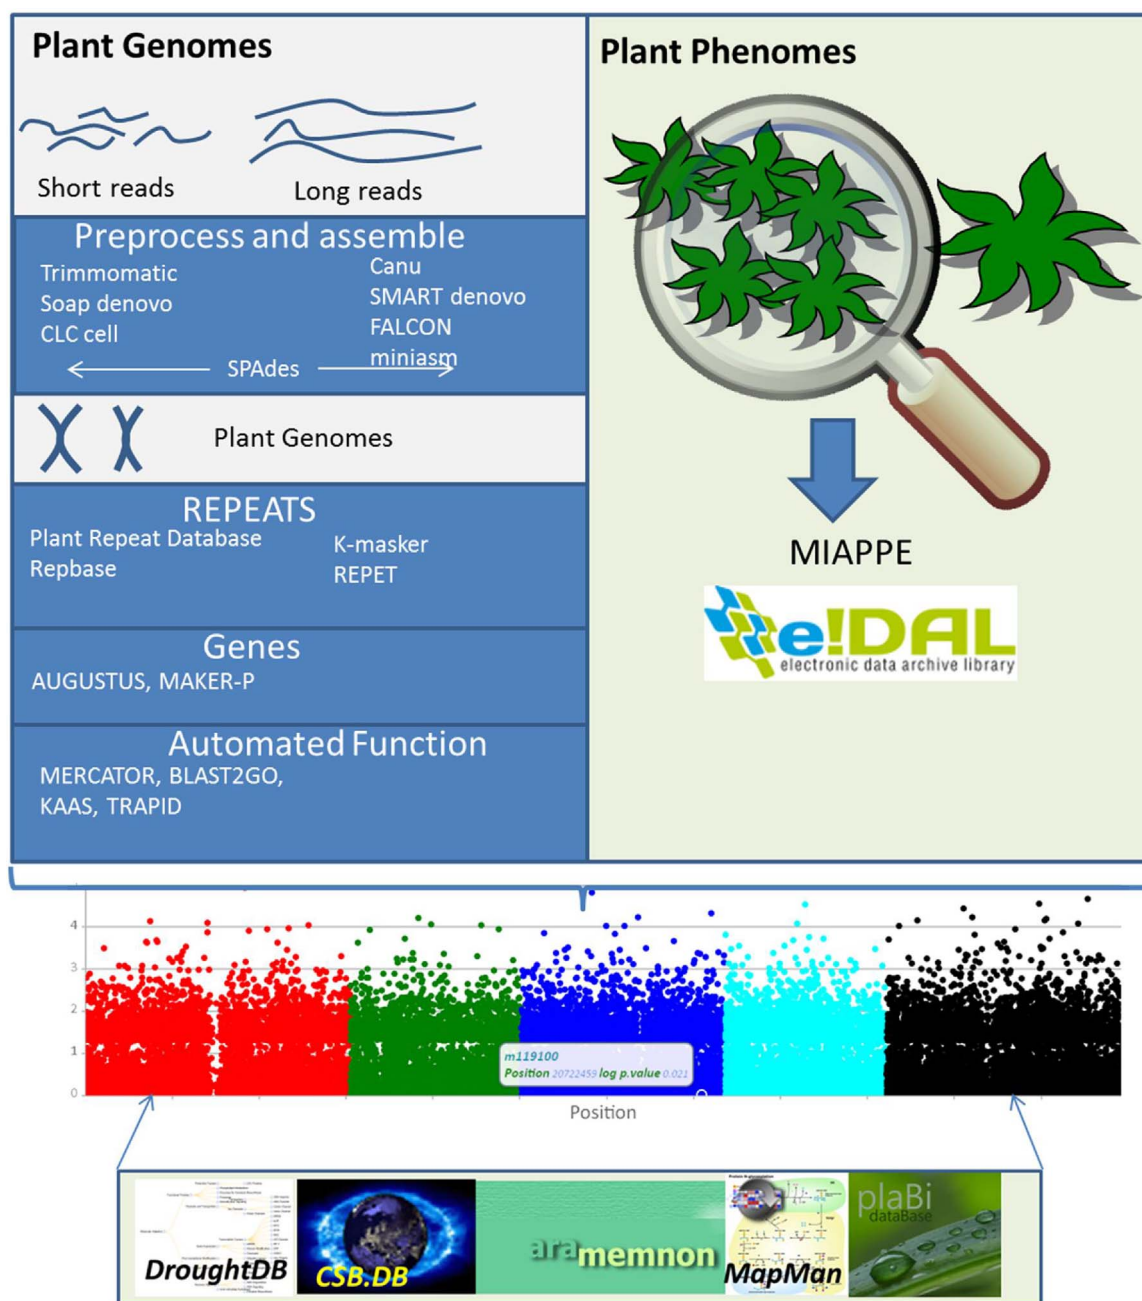 Plant Genomes
Short reads
Long reads
Preprocess and assemble
Trimmomatic
Soap denovo
CLC cell
Canu
SMART denovo
FALCON
miniasm
SPAdes
Plant Genomes
REPEATS
Plant Repeat Database
Repbase
K-masker
REPET
Genes
AUGUSTUS, MAKER-P
Automated Function
MERCATOR, BLAST2GO,
KAAS, TRAPID
Plant Phenomes
MIAPPE
e!DAL
electronic data archive library
4
3
2
1
0
m119100
Position 20722459 log p.value 0.021
Position
DroughtDB
CSB.DB
aramemnon
MapMan
plaBi
dataBase